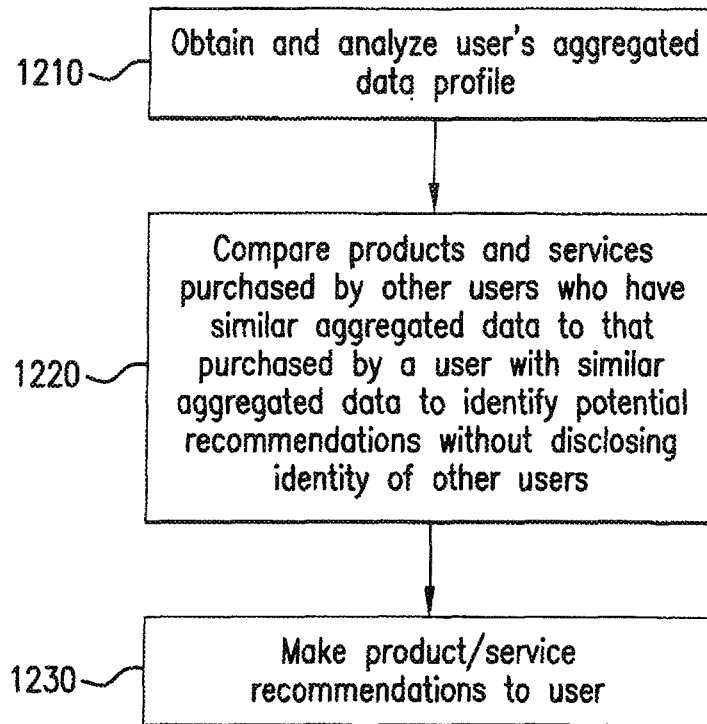 1210
Obtain and analyze user's aggregated
data profile
1220
Compare products and services
purchased by other users who have
similar aggregated data to that
purchased by a user with similar
aggregated data to identify potential
recommendations without disclosing
identity of other users
1230
Make product/service
recommendations to user